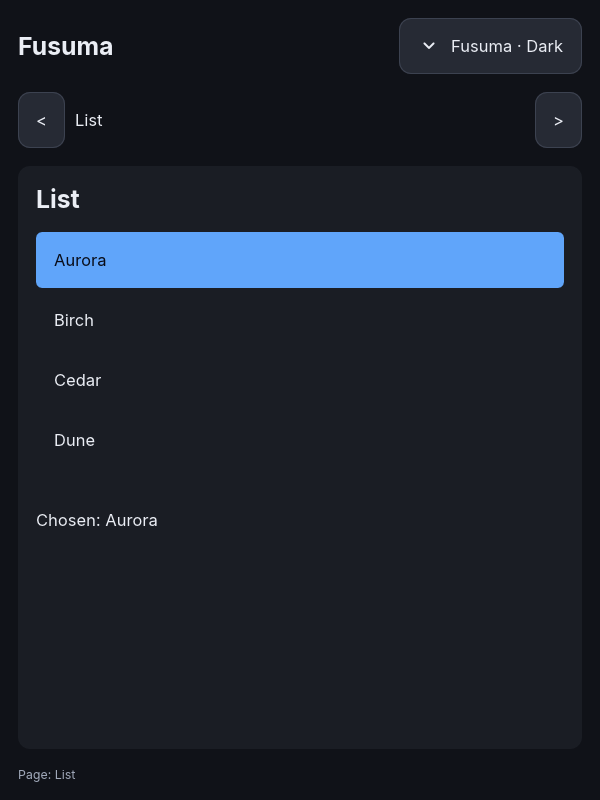 Fusuma
Fusuma · Dark
<
List
>
List
Aurora
Birch
Cedar
Dune
Chosen: Aurora
Page: List